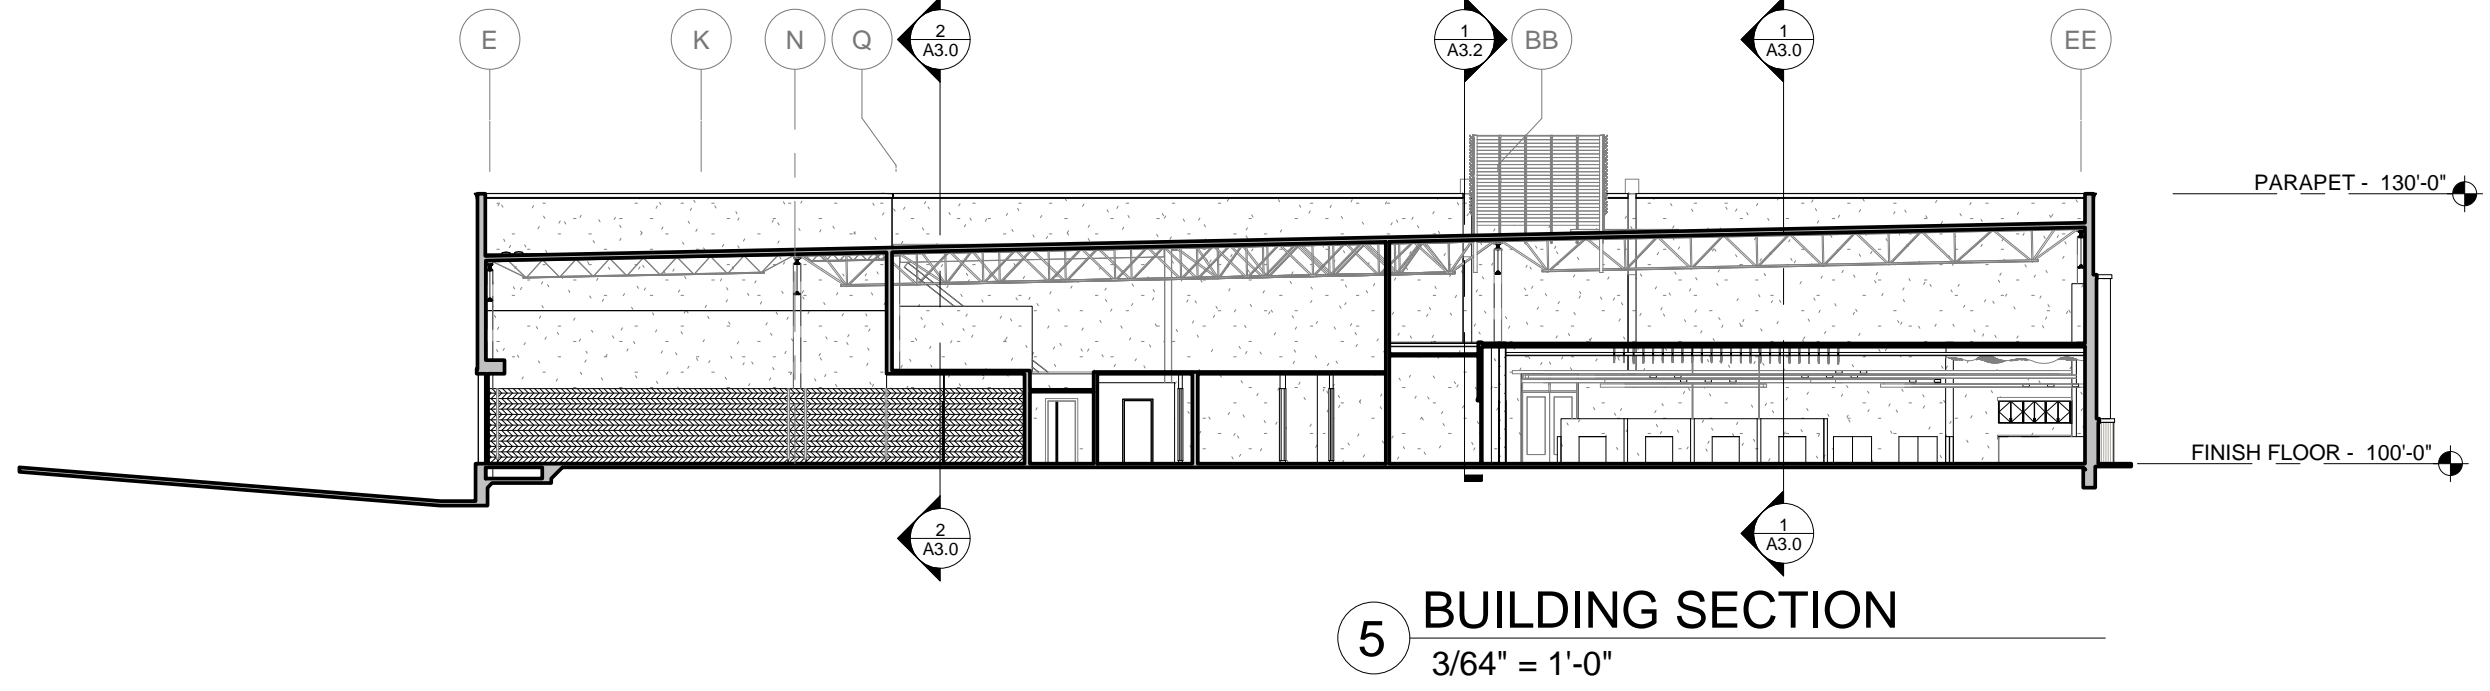 E
K
N
Q
2
A3.0
1
A3.2
BB
1
A3.0
EE
PARAPET - 130'-0"
FINISH FLOOR - 100'-0"
2
A3.0
1
A3.0
5
BUILDING SECTION
3/64" = 1'-0"